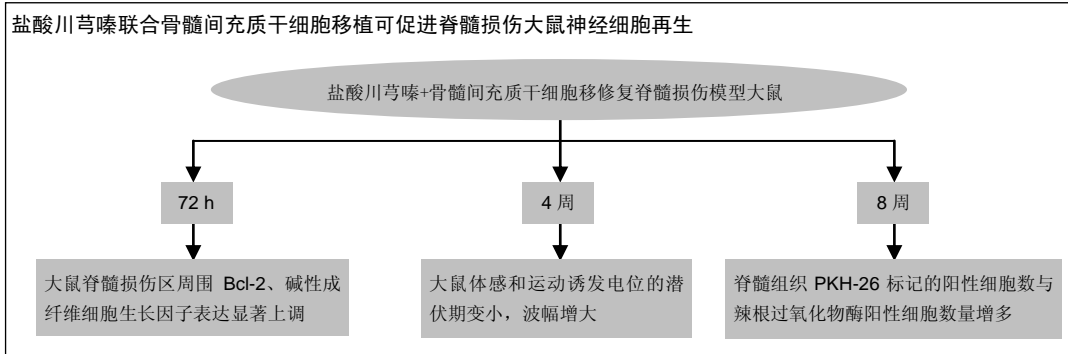 盐酸川芎嗪联合骨髓间充质干细胞移植可促进脊髓损伤大鼠神经细胞再生
盐酸川芎嗪+骨髓间充质干细胞移修复脊髓损伤模型大鼠
72 h
4 周
8 周
大鼠脊髓损伤区周围 Bcl-2、碱性成
纤维细胞生长因子表达显著上调
大鼠体感和运动诱发电位的潜
伏期变小，波幅增大
脊髓组织 PKH-26 标记的阳性细胞数与
辣根过氧化物酶阳性细胞数量增多